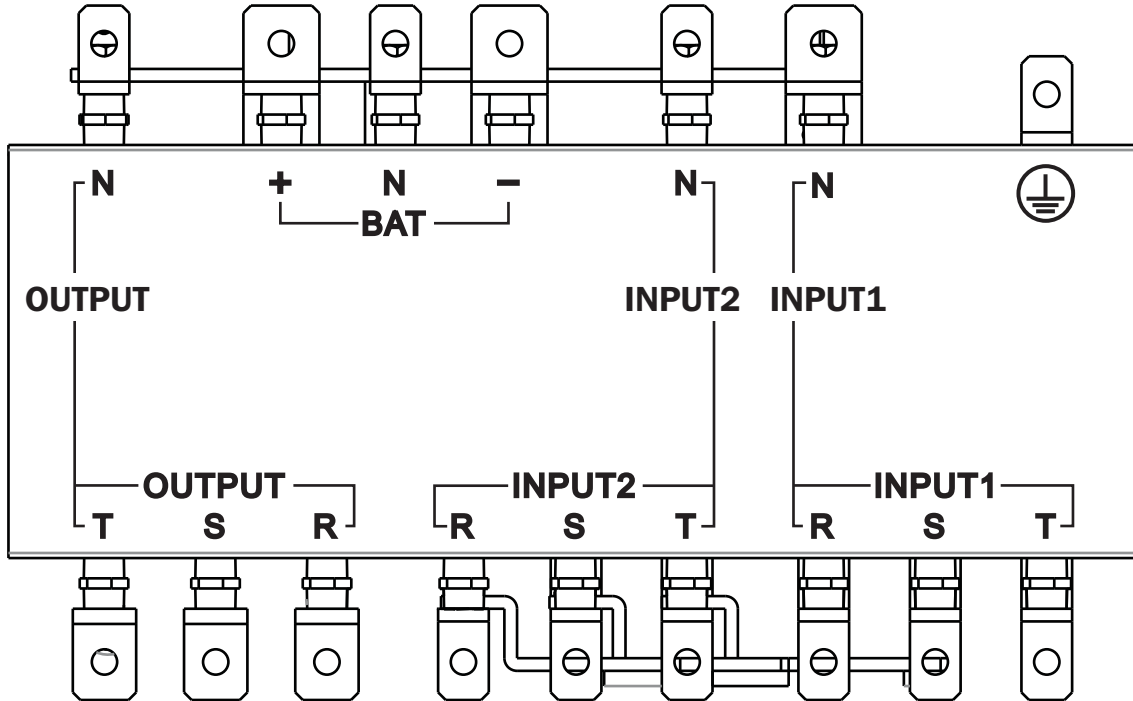 N + N − N N
BAT
OUTPUT INPUT2 INPUT1
OUTPUT INPUT2 INPUT1
T S R R S T R S T